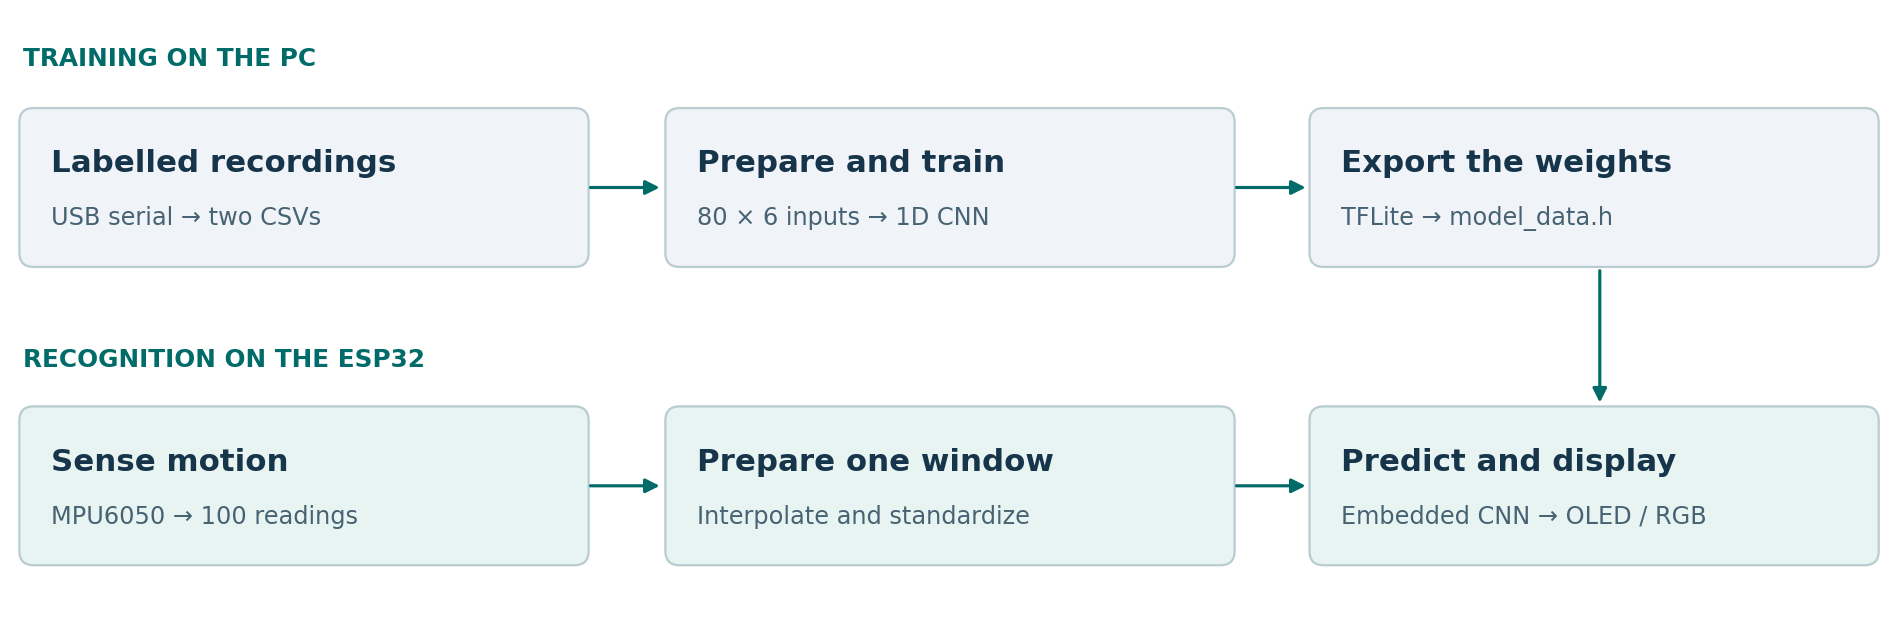 TRAINING ON THE PC
Labelled recordings
USB serial → two CSVs
Prepare and train
80 × 6 inputs → 1D CNN
Export the weights
TFLite → model_data.h
RECOGNITION ON THE ESP32
Sense motion
MPU6050 → 100 readings
Prepare one window
Interpolate and standardize
Predict and display
Embedded CNN → OLED / RGB